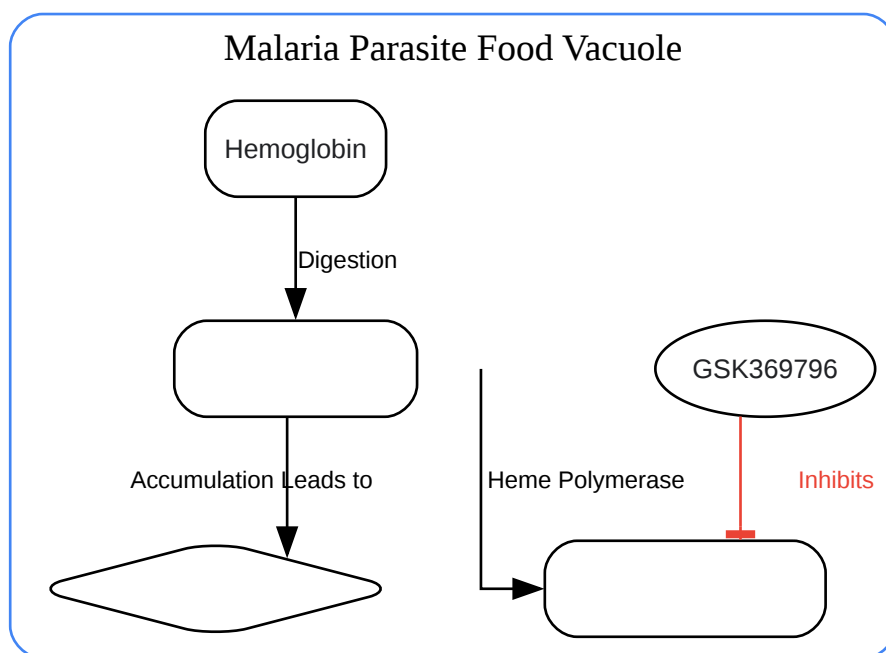 Malaria Parasite Food Vacuole
Hemoglobin
Digestion
GSK369796
Accumulation Leads to
Heme Polymerase
Inhibits